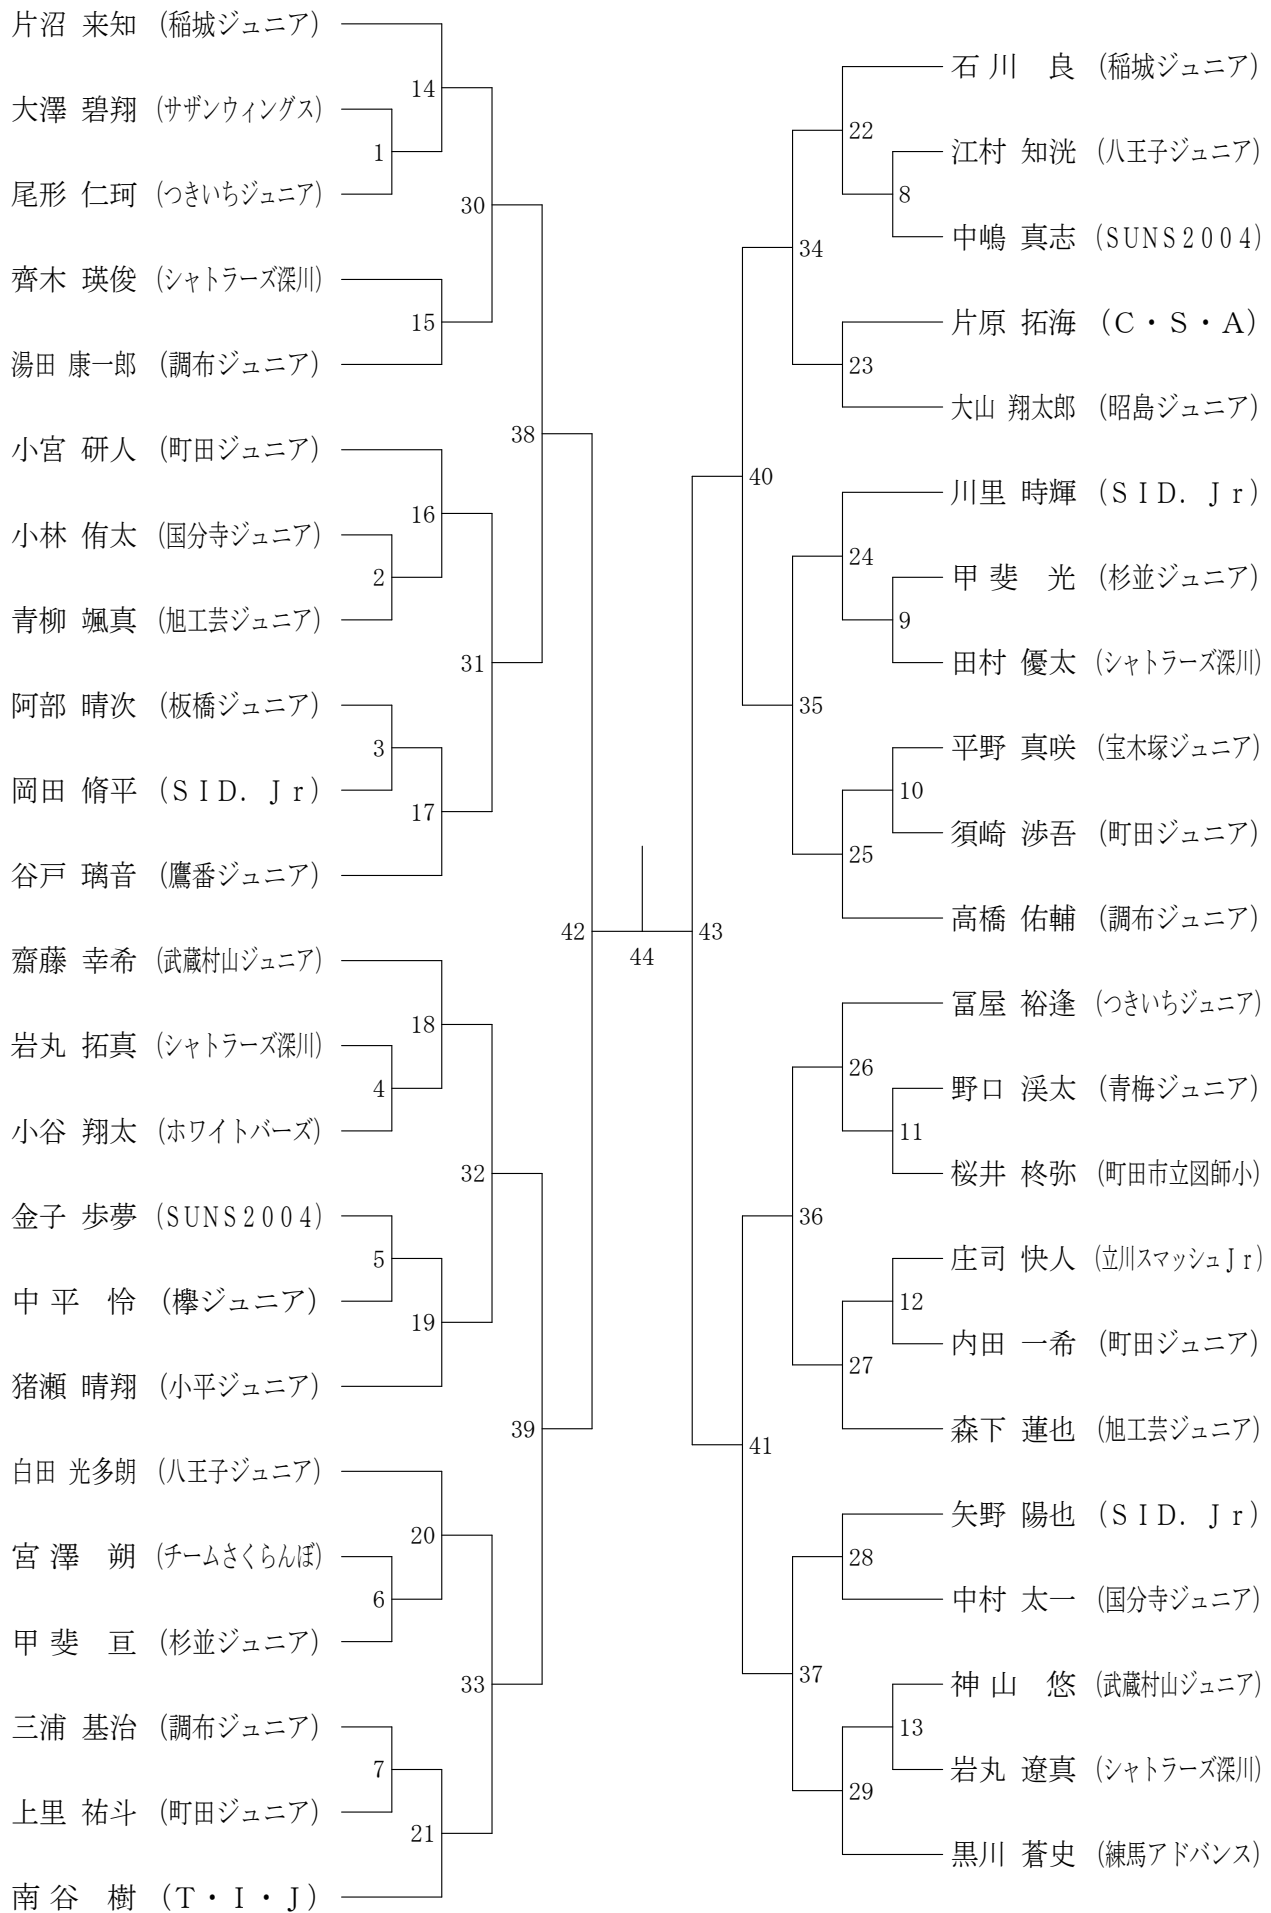 片沼 来知 (稲城ジュニア)
大澤 碧翔 (サザンウィングス)
尾形 仁珂 (つきいちジュニア)
齊木 瑛俊 (シャトラーズ深川)
湯田 康一郎 (調布ジュニア)
小宮 研人 (町田ジュニア)
小林 侑太 (国分寺ジュニア)
青柳 颯真 (旭工芸ジュニア)
阿部 晴次 (板橋ジュニア)
岡田 脩平 (SID. Jr)
谷戸 璃音 (鷹番ジュニア)
齋藤 幸希 (武蔵村山ジュニア)
岩丸 拓真 (シャトラーズ深川)
小谷 翔太 (ホワイトバーズ)
金子 歩夢 (SUNS2004)
中平 怜 (欅ジュニア)
猪瀬 晴翔 (小平ジュニア)
白田 光多朗 (八王子ジュニア)
宮澤 朔 (チームさくらんぼ)
甲斐 亘 (杉並ジュニア)
三浦 基治 (調布ジュニア)
上里 祐斗 (町田ジュニア)
南谷 樹 (T・I・J)
1
2
3
4
5
6
7
14
15
16
17
18
19
20
21
30
31
32
33
38
39
42
44
43
40
41
34
35
36
37
22
23
24
25
26
27
28
29
8
9
10
11
12
13
石川 良 (稲城ジュニア)
江村 知洸 (八王子ジュニア)
中嶋 真志 (SUNS2004)
片原 拓海 (C・S・A)
大山 翔太郎 (昭島ジュニア)
川里 時輝 (SID. Jr)
甲斐 光 (杉並ジュニア)
田村 優太 (シャトラーズ深川)
平野 真咲 (宝木塚ジュニア)
須崎 渉吾 (町田ジュニア)
高橋 佑輔 (調布ジュニア)
冨屋 裕逢 (つきいちジュニア)
野口 渓太 (青梅ジュニア)
桜井 柊弥 (町田市立図師小)
庄司 快人 (立川スマッシュJr)
内田 一希 (町田ジュニア)
森下 蓮也 (旭工芸ジュニア)
矢野 陽也 (SID. Jr)
中村 太一 (国分寺ジュニア)
神山 悠 (武蔵村山ジュニア)
岩丸 遼真 (シャトラーズ深川)
黒川 蒼史 (練馬アドバンス)